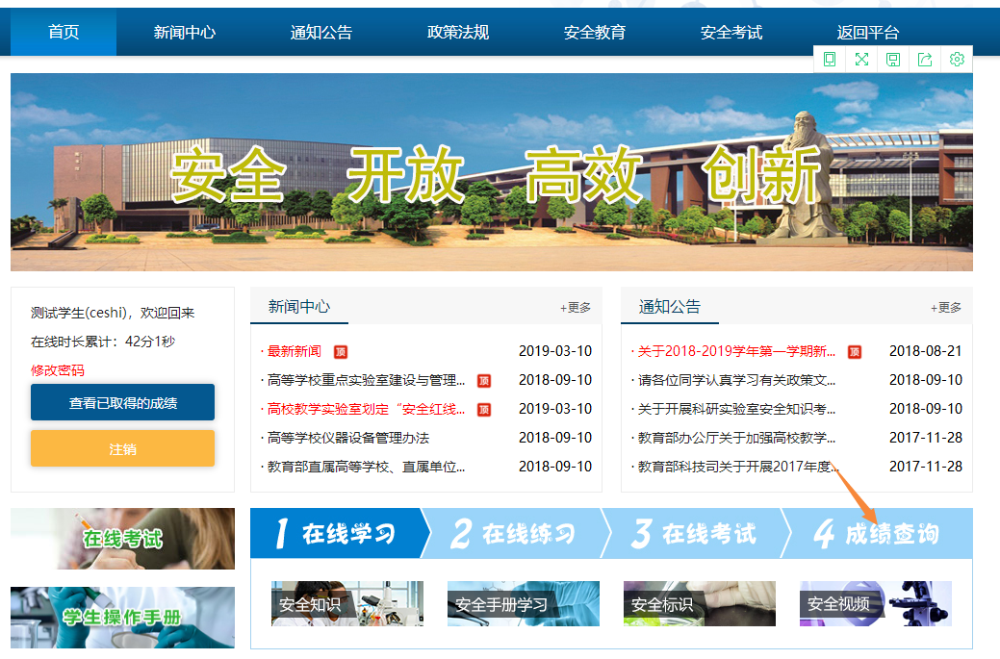 首页 新闻中心 通知公告 政策法规 安全教育 安全考试 返回平台
安全 开放 高效 创新
测试学生(ceshi)，欢迎回来
在线时长累计：42分1秒
修改密码
查看已取得的成绩
注销
新闻中心 +更多
· 最新新闻 顶 2019-03-10
· 高等学校重点实验室建设与管理... 顶 2018-09-10
· 高校教学实验室划定“安全红线... 顶 2019-03-10
· 高等学校仪器设备管理办法 2018-09-10
· 教育部直属高等学校、直属单位... 2018-09-10
通知公告 +更多
· 关于2018-2019学年第一学期新... 顶 2018-08-21
· 请各位同学认真学习有关政策文... 2018-09-10
· 关于开展科研实验室安全知识考... 2018-09-10
· 教育部办公厅关于加强高校教学... 2017-11-28
· 教育部科技司关于开展2017年度... 2017-11-28
在线考试
学生操作手册
1 在线学习 2 在线练习 3 在线考试 4 成绩查询
安全知识 安全手册学习 安全标识 安全视频